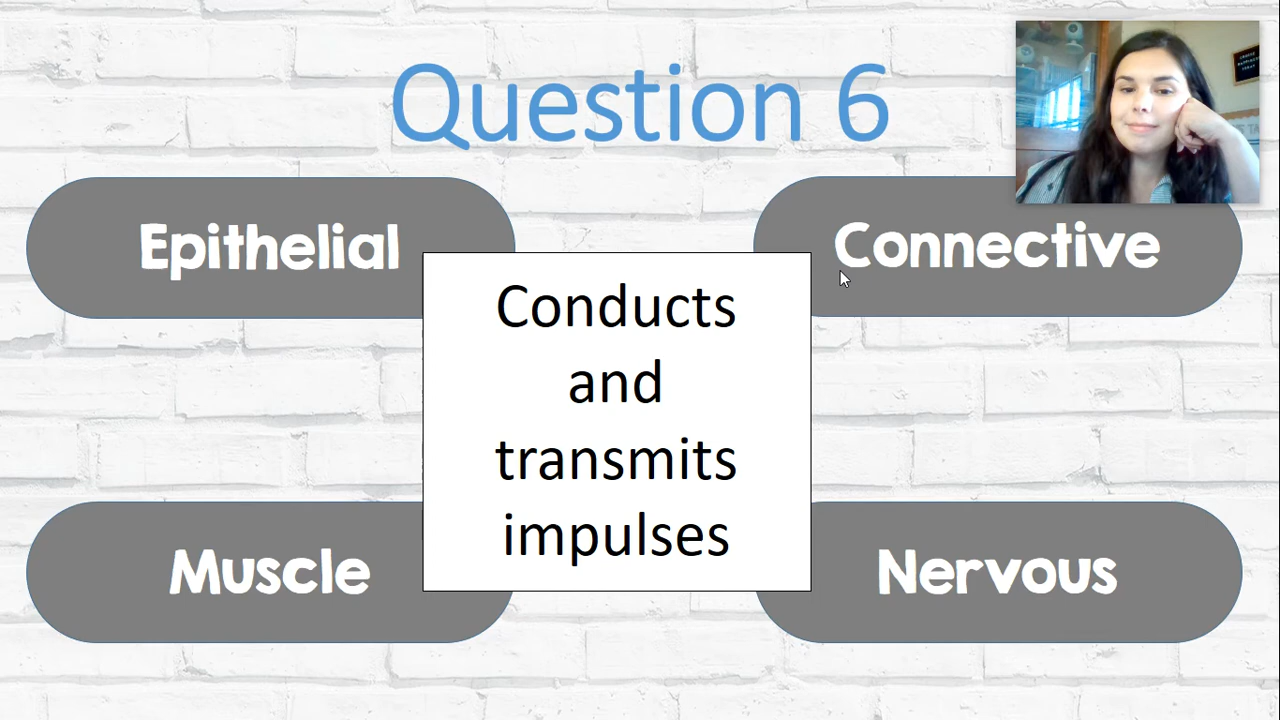 Question 6
Epithelial
Connective
Conducts
and
transmits
impulses
Muscle
Nervous